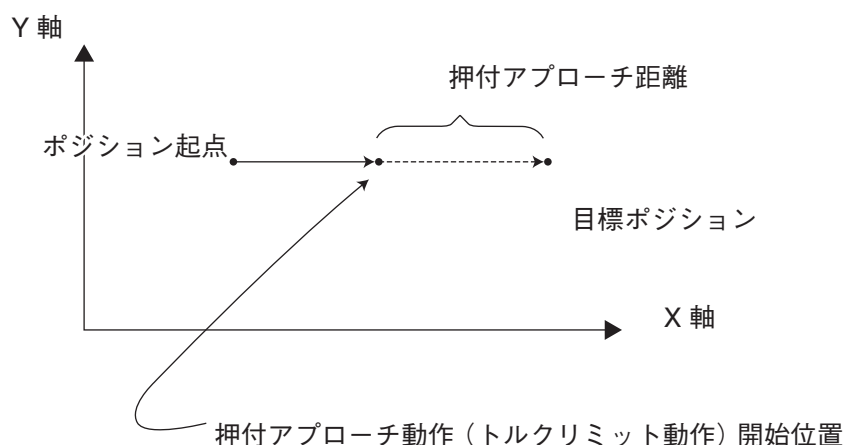 Y 軸
押付アプローチ距離
ポジション起点
目標ポジション
X 軸
押付アプローチ動作（トルクリミット動作）開始位置